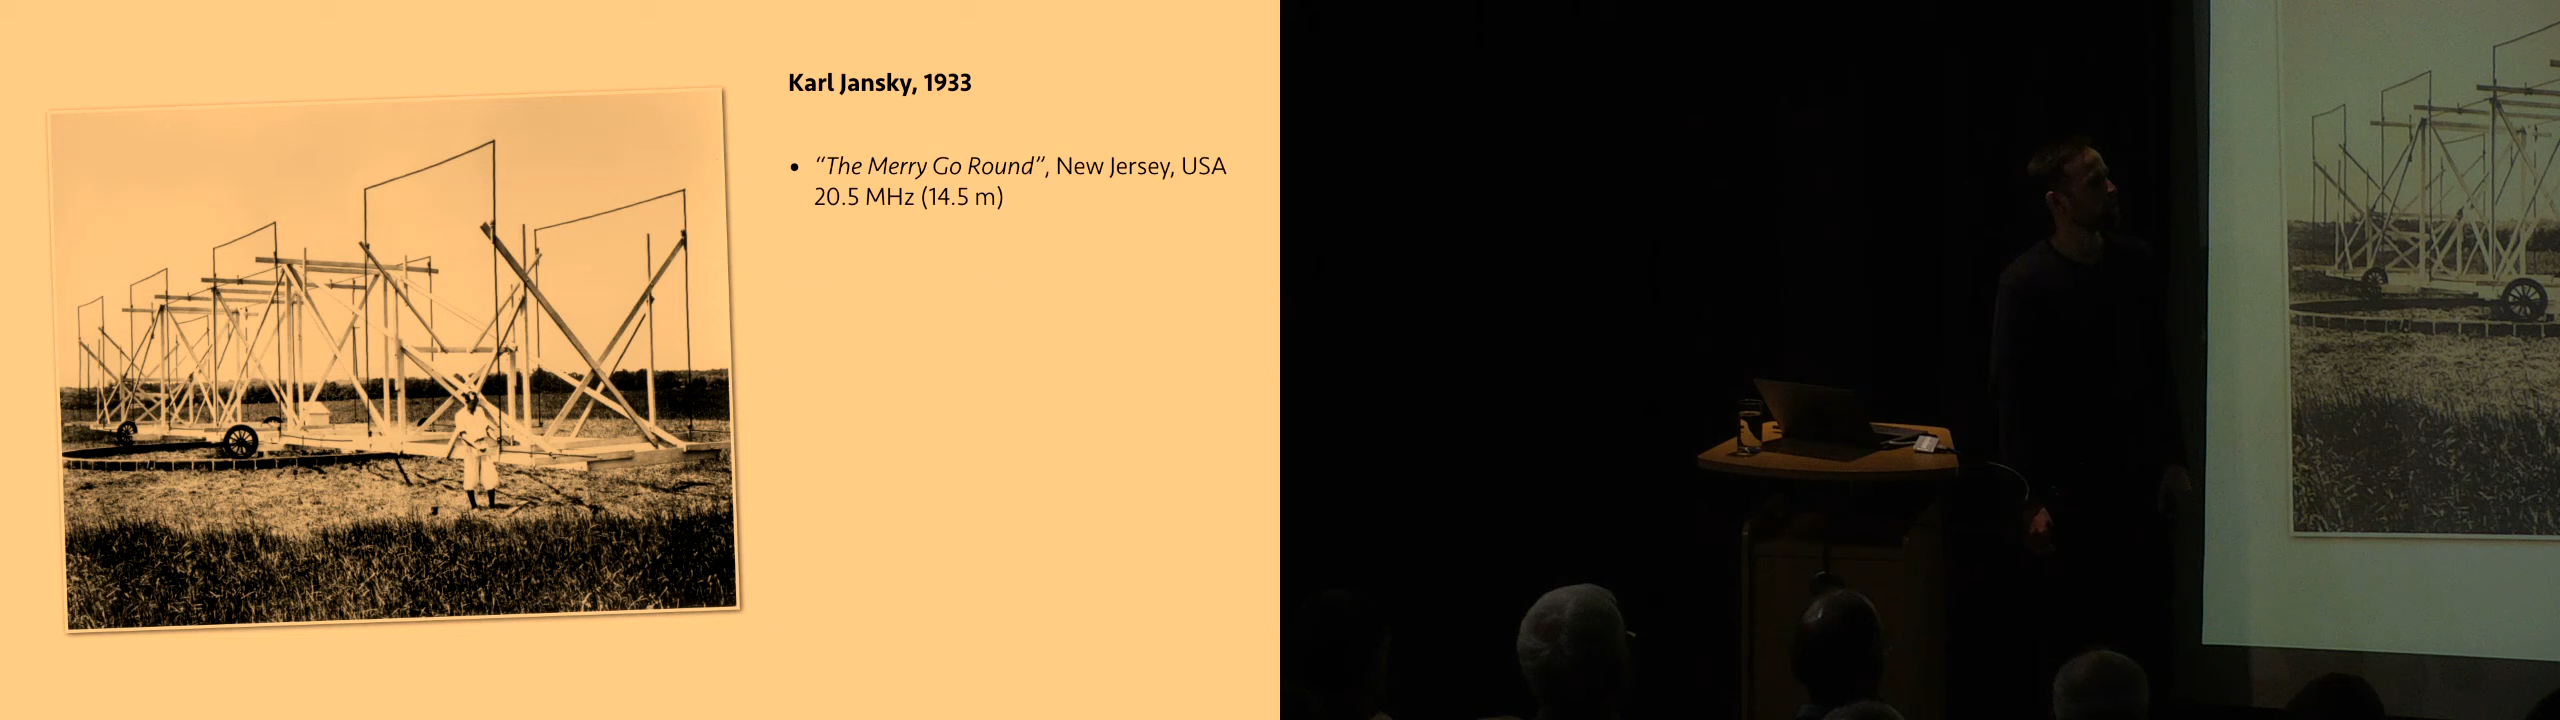 Karl Jansky, 1933
• “The Merry Go Round”, New Jersey, USA
20.5 MHz (14.5 m)